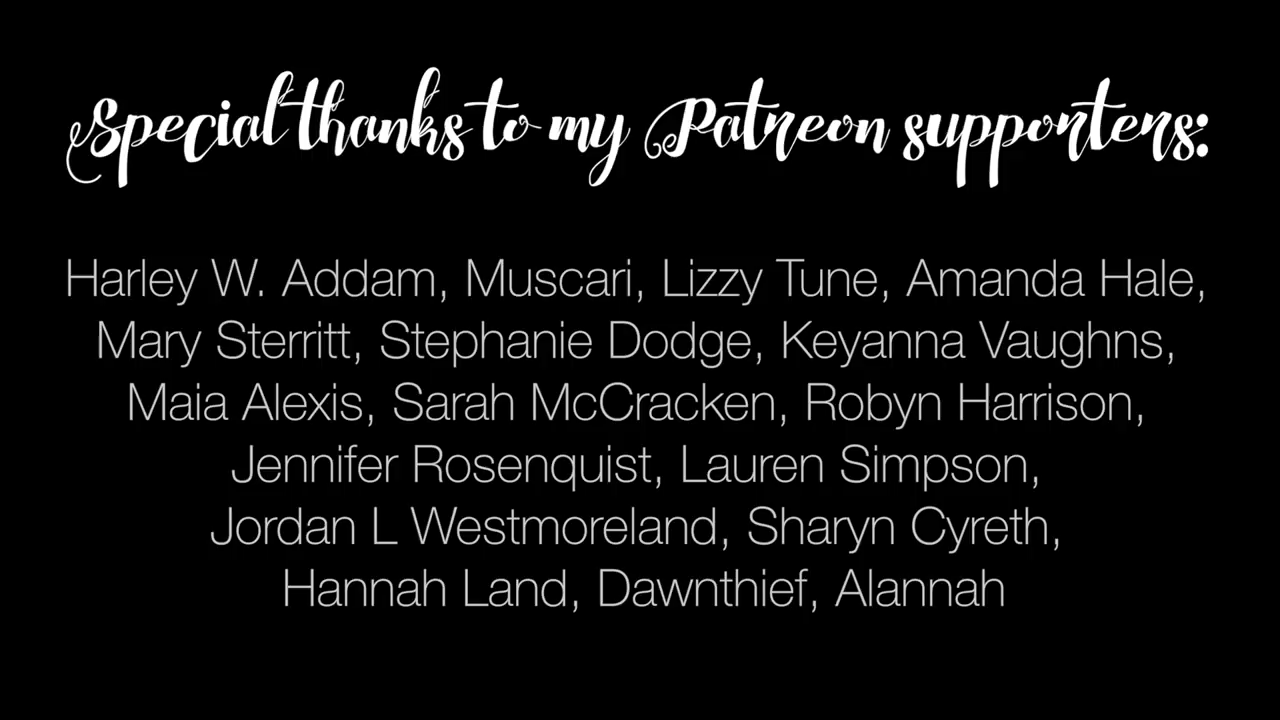 Special thanks to my Patreon supporters:
Harley W. Addam, Muscari, Lizzy Tune, Amanda Hale,
Mary Sterritt, Stephanie Dodge, Keyanna Vaughns,
Maia Alexis, Sarah McCracken, Robyn Harrison,
Jennifer Rosenquist, Lauren Simpson,
Jordan L Westmoreland, Sharyn Cyreth,
Hannah Land, Dawnthief, Alannah